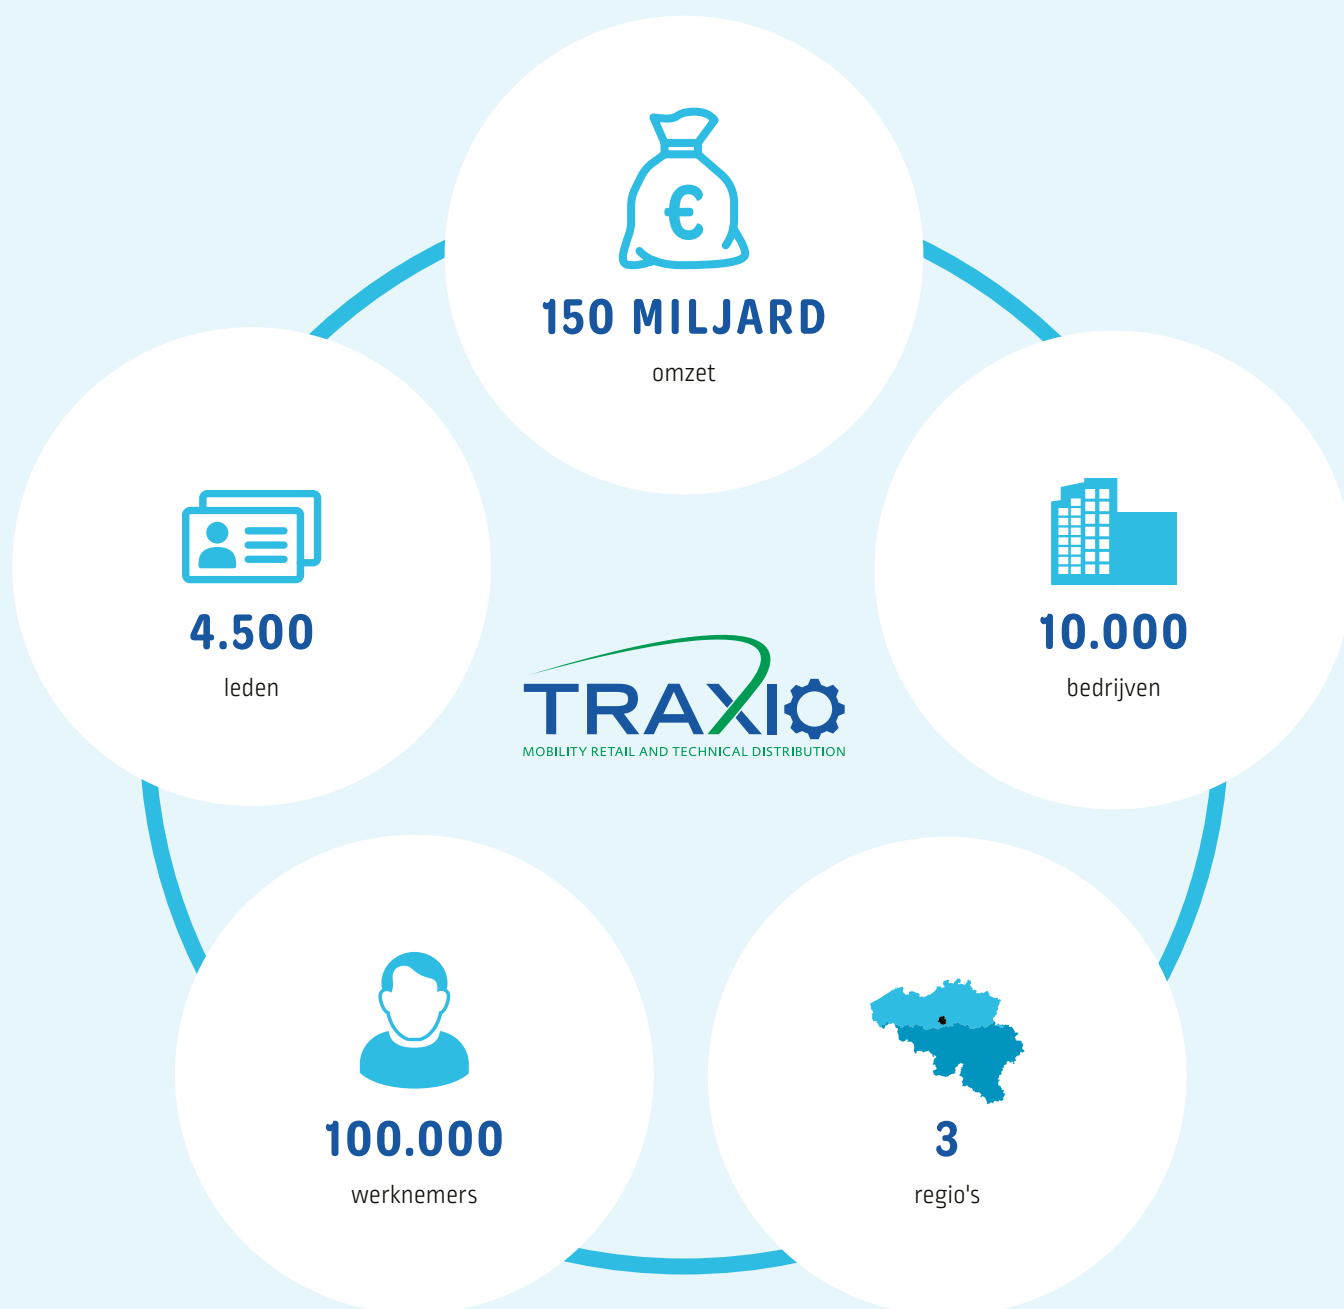 €
150 MILJARD
omzet
4.500
leden
10.000
bedrijven
TRAXIO
MOBILITY RETAIL AND TECHNICAL DISTRIBUTION
100.000
werknemers
3
regio's